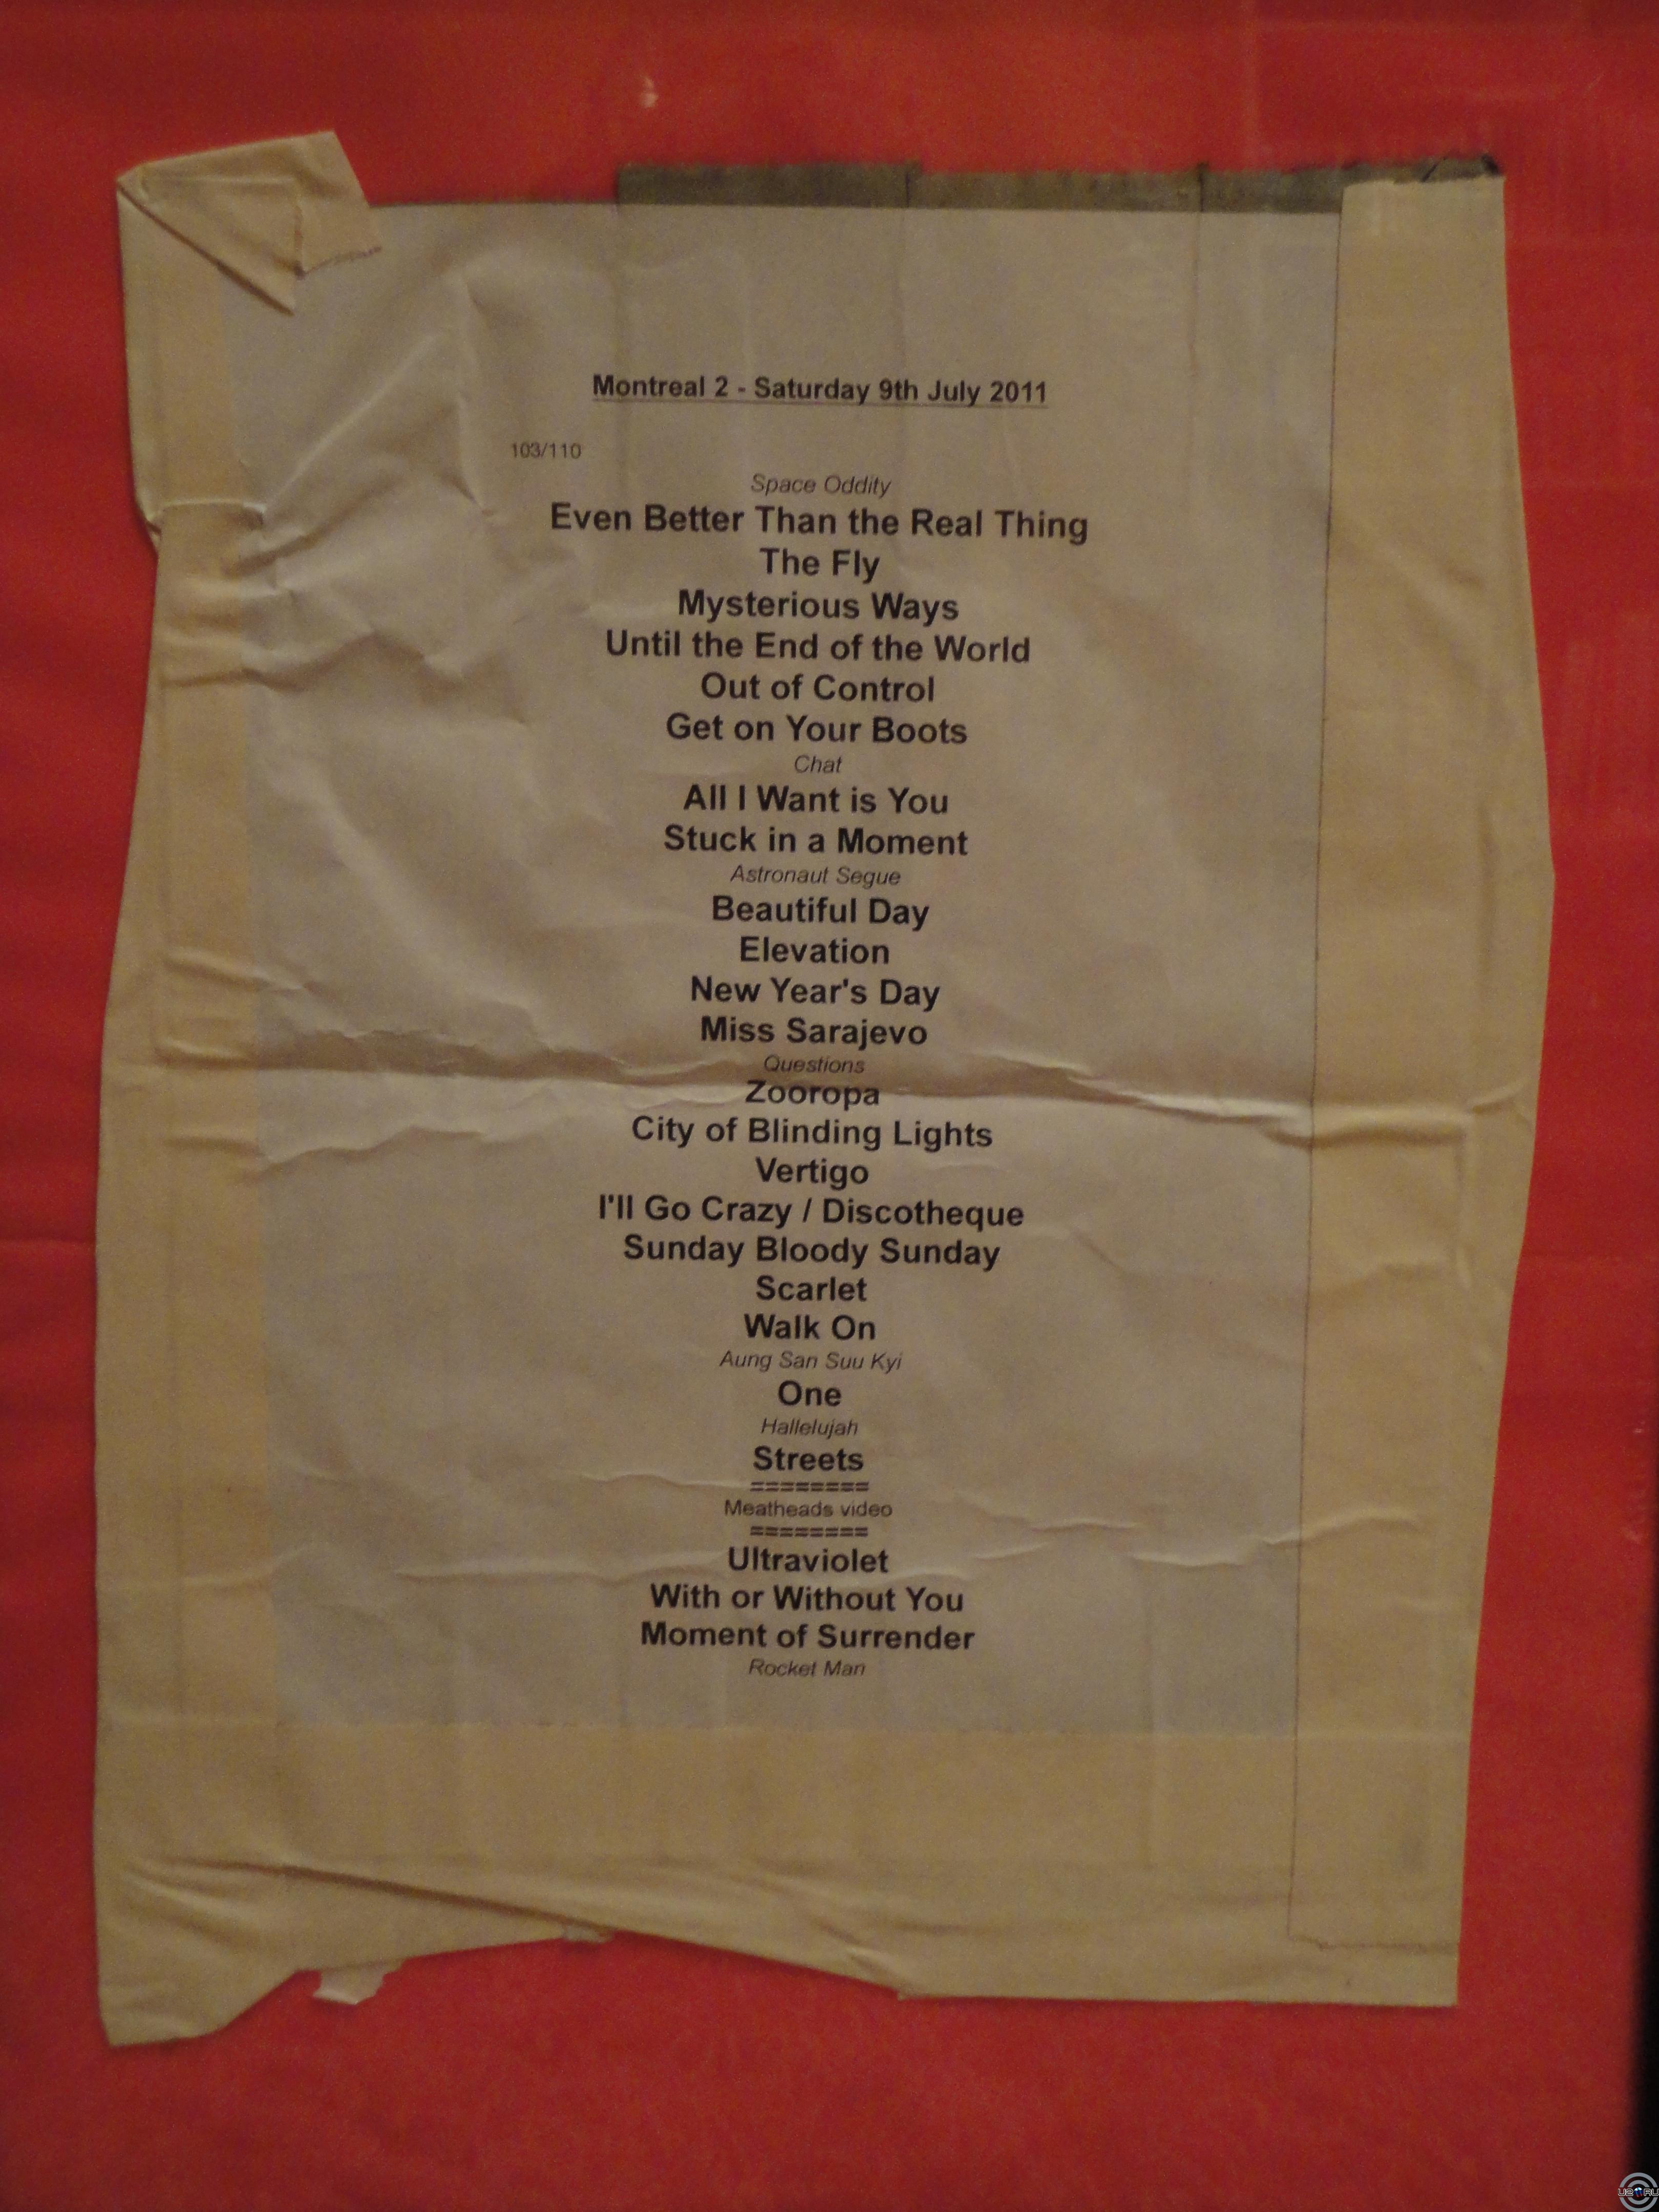 Montreal 2 - Saturday 9th July 2011
103/110
Space Oddity
Even Better Than the Real Thing
The Fly
Mysterious Ways
Until the End of the World
Out of Control
Get on Your Boots
Chat
All I Want is You
Stuck in a Moment
Astronaut Segue
Beautiful Day
Elevation
New Year's Day
Miss Sarajevo
Questions
Zooropa
City of Blinding Lights
Vertigo
I'll Go Crazy / Discotheque
Sunday Bloody Sunday
Scarlet
Walk On
Aung San Suu Kyi
One
Hallelujah
Streets
========
Meatheads video
========
Ultraviolet
With or Without You
Moment of Surrender
Rocket Man